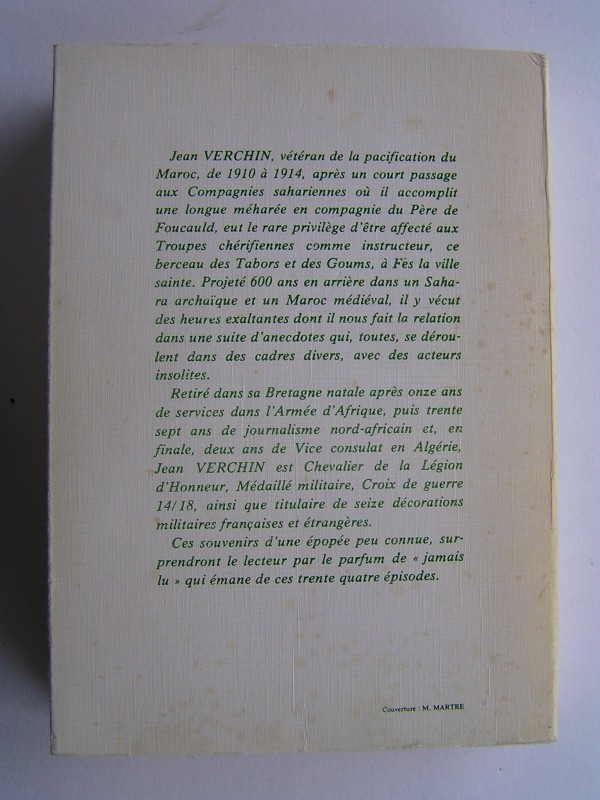 Jean VERCHIN, vétéran de la pacification du
Maroc, de 1910 à 1914, après un court passage
aux Compagnies sahariennes où il accomplit
une longue méharée en compagnie du Père de
Foucauld, eut le rare privilège d'être affecté aux
Troupes chérifiennes comme instructeur, ce
berceau des Tabors et des Goums, à Fès la ville
sainte. Projeté 600 ans en arrière dans un Saha-
ra archaïque et un Maroc médiéval, il y vécut
des heures exaltantes dont il nous fait la relation
dans une suite d'anecdotes qui, toutes, se dérou-
lent dans des cadres divers, avec des acteurs
insolites.
Retiré dans sa Bretagne natale après onze ans
de services dans l'Armée d'Afrique, puis trente
sept ans de journalisme nord-africain et, en
finale, deux ans de Vice consulat en Algérie,
Jean VERCHIN est Chevalier de la Légion
d'Honneur, Médaillé militaire, Croix de guerre
14/18, ainsi que titulaire de seize décorations
militaires françaises et étrangères.
Ces souvenirs d'une épopée peu connue, sur-
prendront le lecteur par le parfum de « jamais
lu » qui émane de ces trente quatre épisodes.
Couverture : M. MARTRE